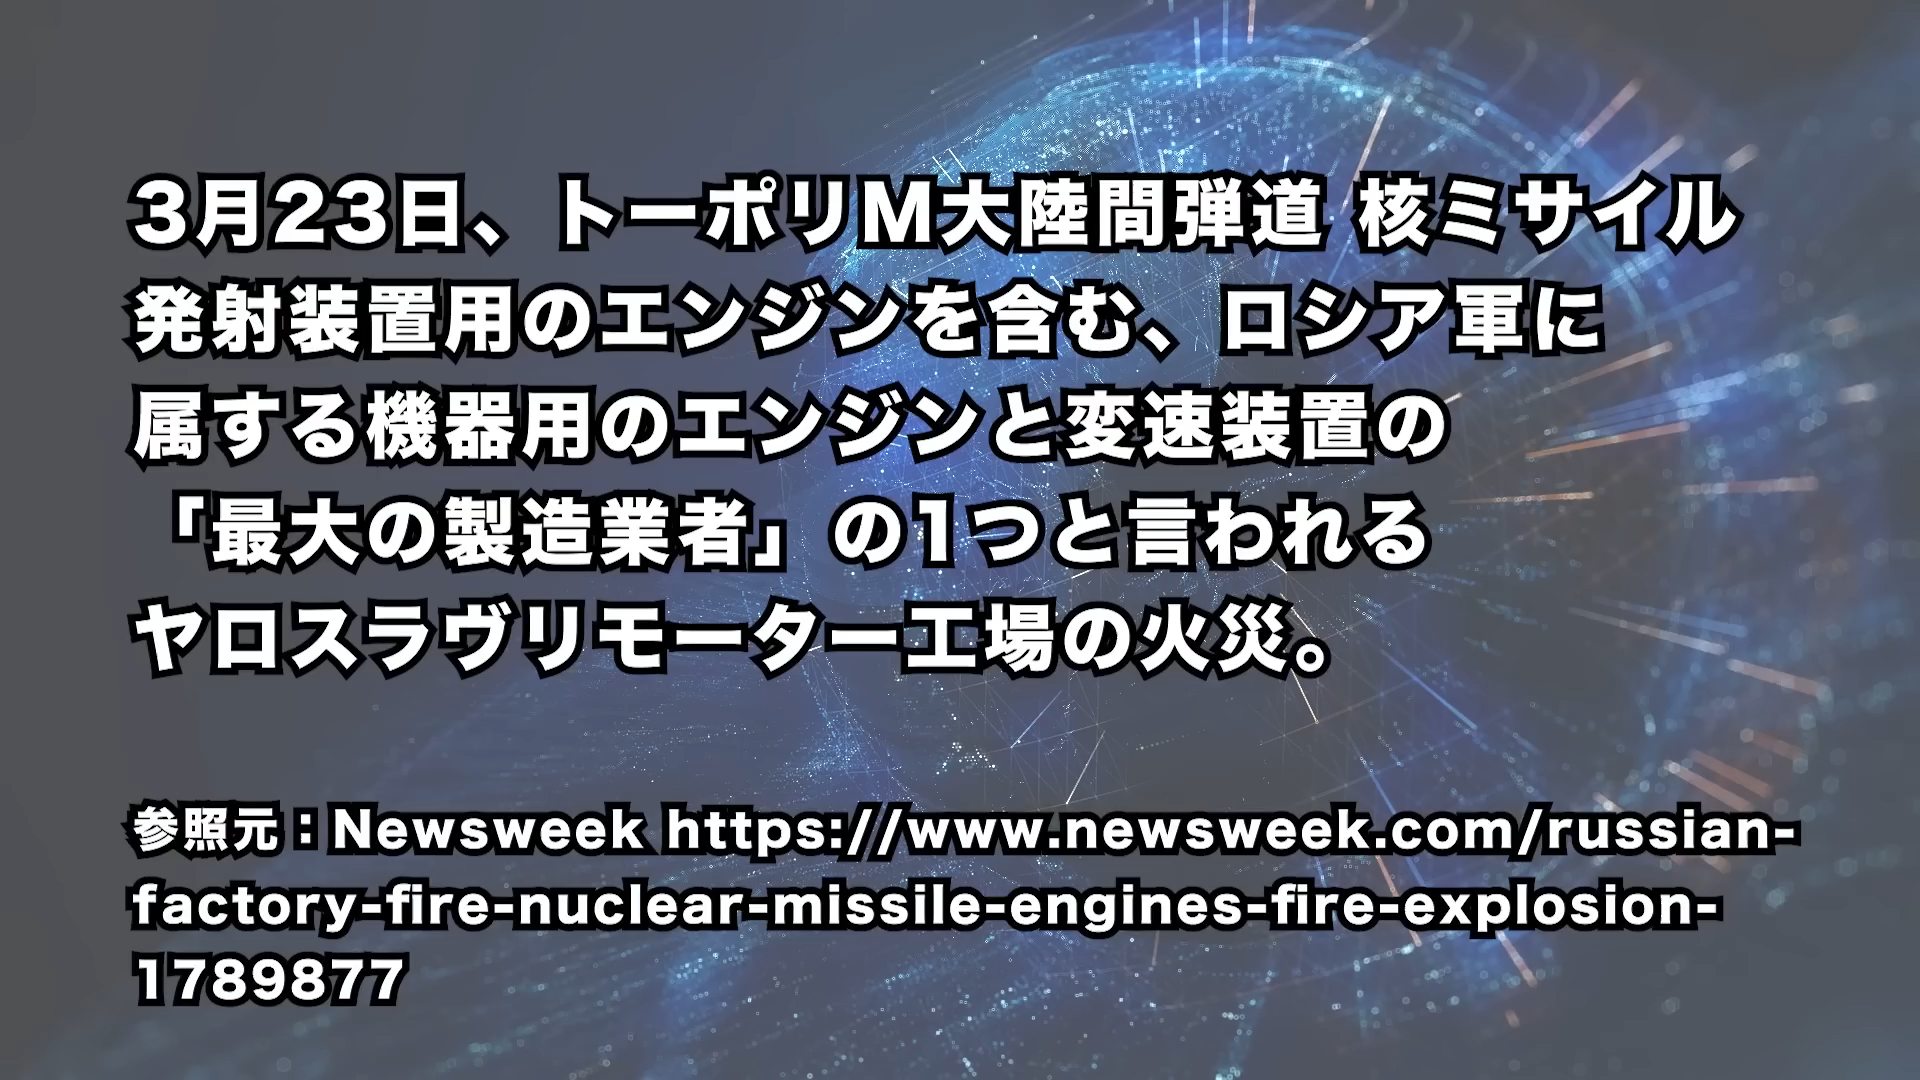 3月23日、トーポリM大陸間弾道 核ミサイル
発射装置用のエンジンを含む、ロシア軍に
属する機器用のエンジンと変速装置の
「最大の製造業者」の1つと言われる
ヤロスラヴリモーター工場の火災。
参照元：Newsweek https://www.newsweek.com/russian-
factory-fire-nuclear-missile-engines-fire-explosion-
1789877